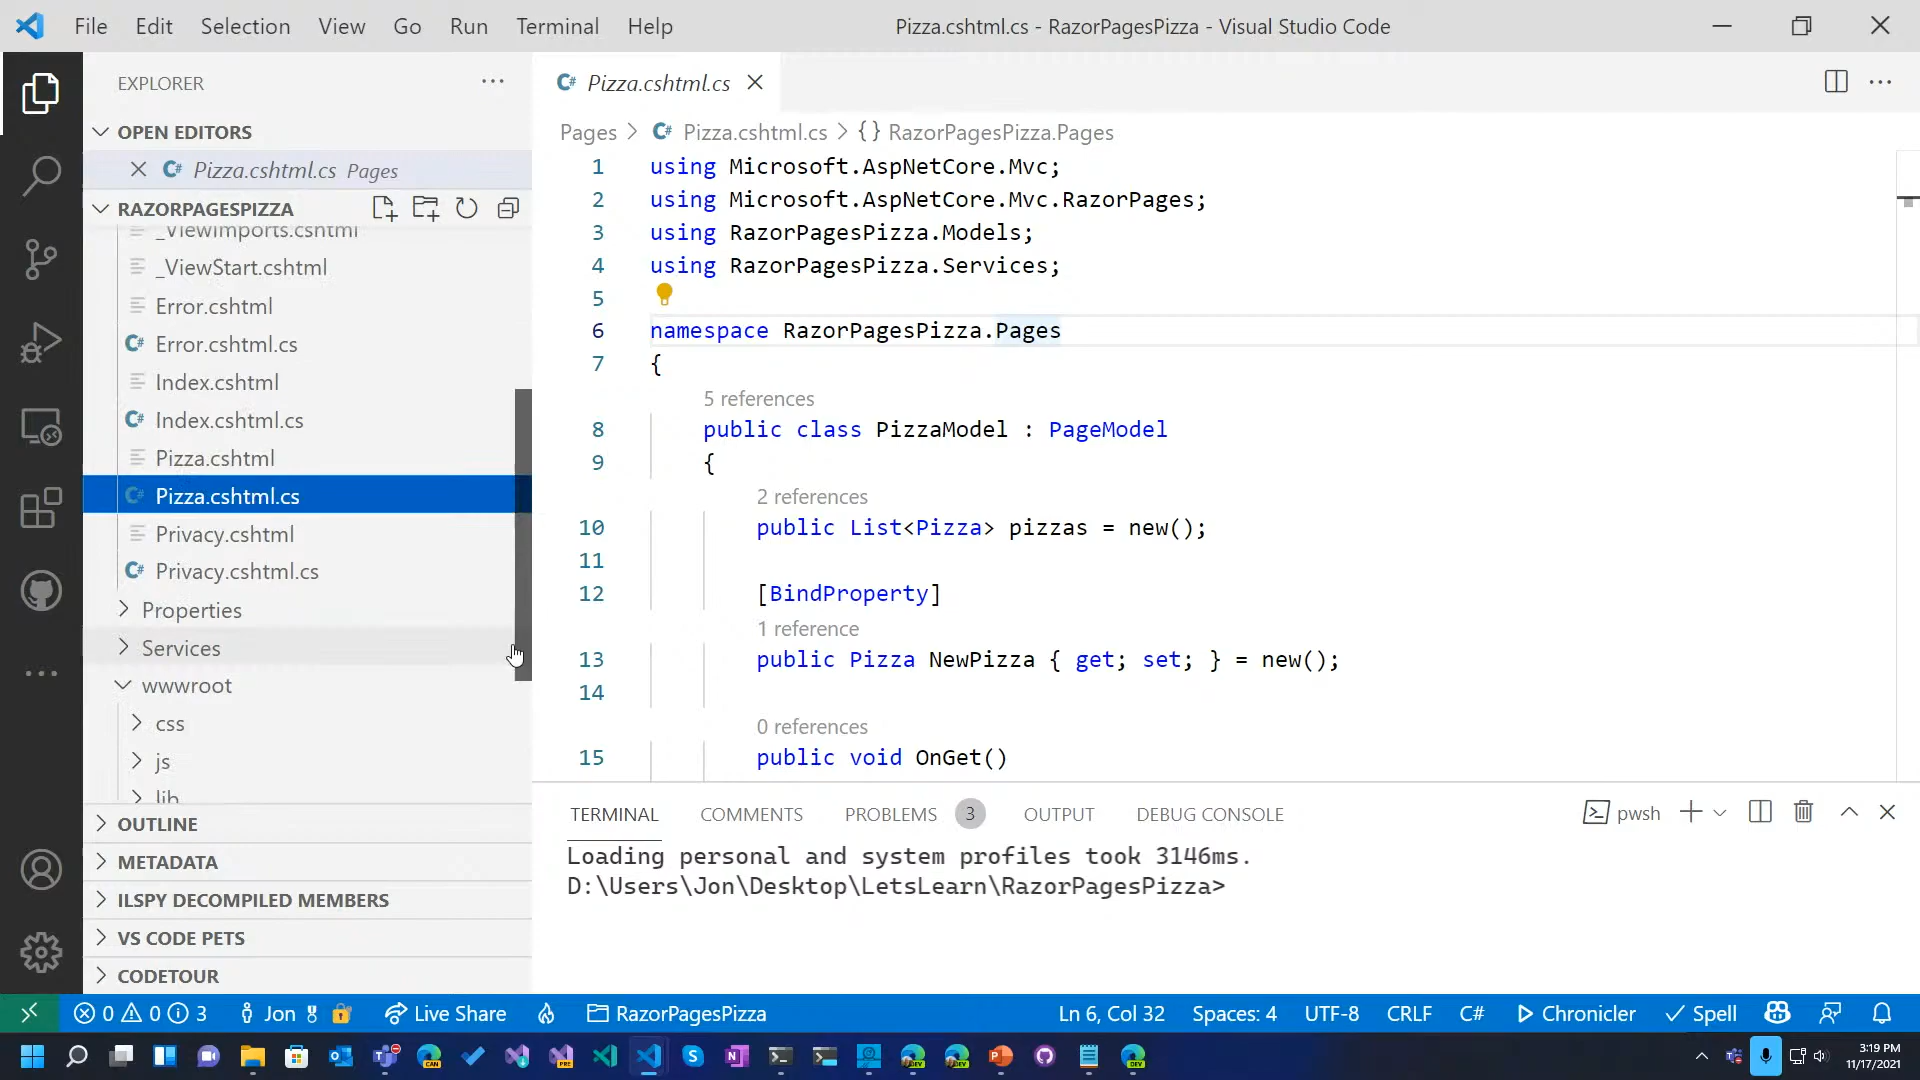 File Edit Selection View Go Run Terminal Help
Pizza.cshtml.cs - RazorPagesPizza - Visual Studio Code
EXPLORER
OPEN EDITORS
Pizza.cshtml.cs Pages
RAZORPAGESPIZZA
_ViewImports.cshtml
_ViewStart.cshtml
Error.cshtml
Error.cshtml.cs
Index.cshtml
Index.cshtml.cs
Pizza.cshtml
Pizza.cshtml.cs
Privacy.cshtml
Privacy.cshtml.cs
Properties
Services
wwwroot
css
js
lib
OUTLINE
METADATA
ILSPY DECOMPILED MEMBERS
VS CODE PETS
CODETOUR
Pizza.cshtml.cs
Pages > Pizza.cshtml.cs > {} RazorPagesPizza.Pages
1 using Microsoft.AspNetCore.Mvc;
2 using Microsoft.AspNetCore.Mvc.RazorPages;
3 using RazorPagesPizza.Models;
4 using RazorPagesPizza.Services;
5
6 namespace RazorPagesPizza.Pages
7 {
5 references
8 public class PizzaModel : PageModel
9 {
2 references
10 public List<Pizza> pizzas = new();
11
12 [BindProperty]
1 reference
13 public Pizza NewPizza { get; set; } = new();
14
0 references
15 public void OnGet()
TERMINAL COMMENTS PROBLEMS 3 OUTPUT DEBUG CONSOLE
pwsh
Loading personal and system profiles took 3146ms.
D:\Users\Jon\Desktop\LetsLearn\RazorPagesPizza>
0 0 3 Jon Live Share RazorPagesPizza
Ln 6, Col 32 Spaces: 4 UTF-8 CRLF C# Chronicler Spell
3:19 PM
11/17/2021